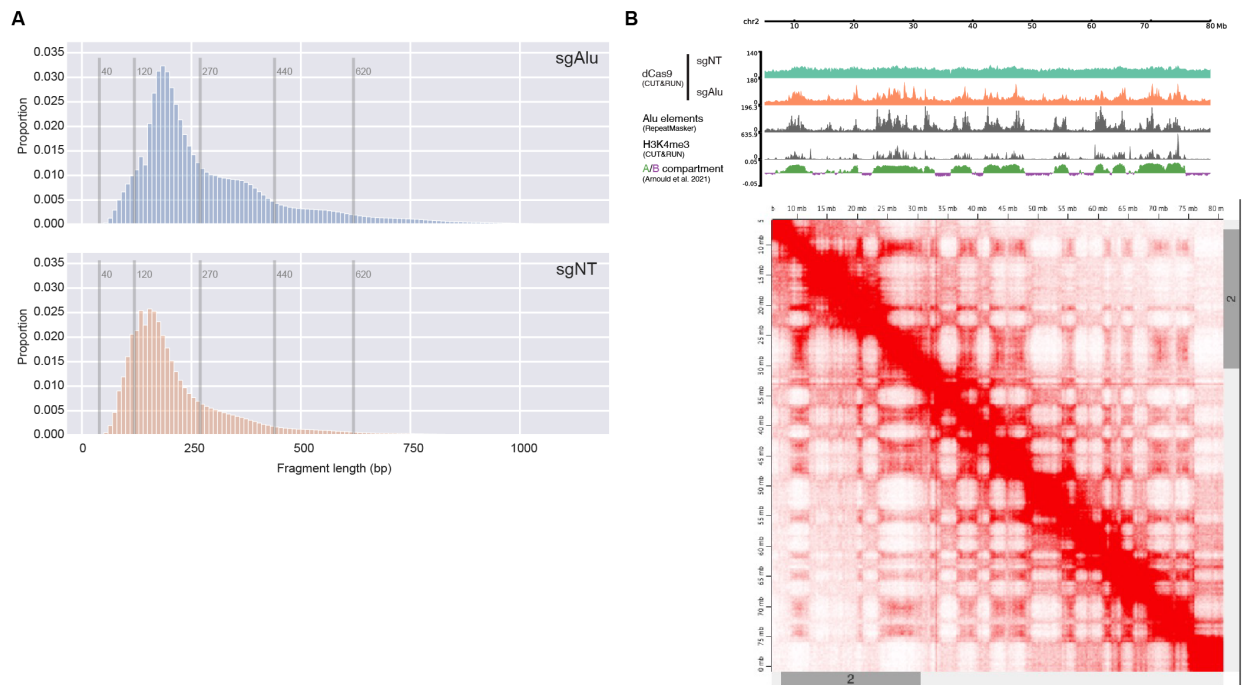 A
sgAlu
Proportion
0.035
0.030
0.025
0.020
0.015
0.010
0.005
0.000
40 120 270 440 620
sgNT
Proportion
0.035
0.030
0.025
0.020
0.015
0.010
0.005
0.000
40 120 270 440 620
0 250 500 750 1000
Fragment length (bp)
B
chr2 10 20 30 40 50 60 70 80 Mb
dCas9
(CUT&RUN)
sgNT
140
0
sgAlu
180
0
Alu elements
(RepeatMasker)
196.3
0
H3K4me3
(CUT&RUN)
635.9
0
A/B compartment
(Arnould et al. 2021)
0.05
-0.05
10 mb 15 mb 20 mb 25 mb 30 mb 35 mb 40 mb 45 mb 50 mb 55 mb 60 mb 65 mb 70 mb 75 mb 80 m
5
10 mb
15 mb
20 mb
25 mb
30 mb
35 mb
40 mb
45 mb
50 mb
55 mb
60 mb
65 mb
70 mb
75 mb
0 mb
2
2